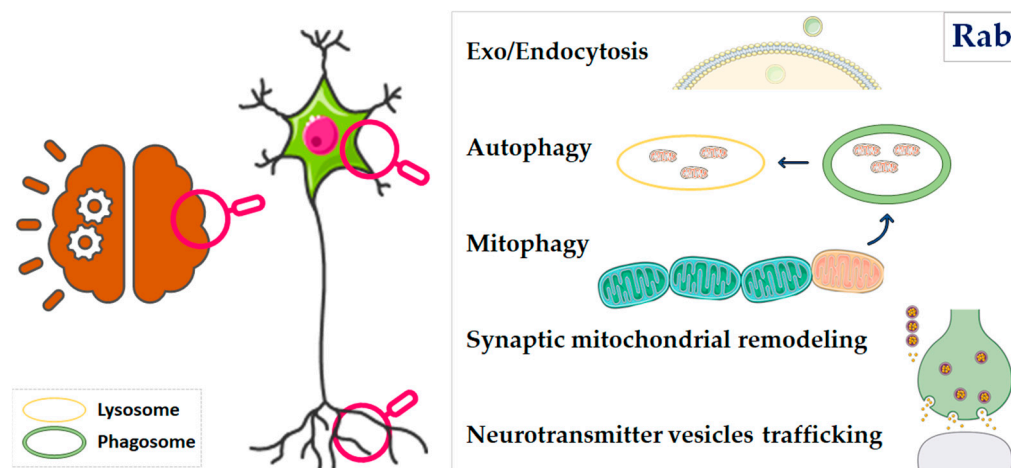 Rab
Exo/Endocytosis
Autophagy
Mitophagy
Synaptic mitochondrial remodeling
Neurotransmitter vesicles trafficking
Lysosome
Phagosome